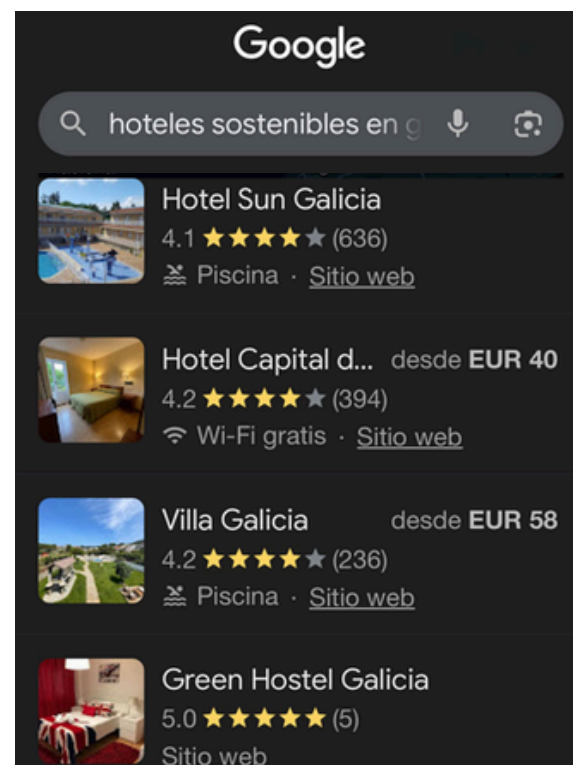 Google
hoteles sostenibles en g
Hotel Sun Galicia
4.1 (636)
Piscina · Sitio web
Hotel Capital d... desde EUR 40
4.2 (394)
Wi-Fi gratis · Sitio web
Villa Galicia desde EUR 58
4.2 (236)
Piscina · Sitio web
Green Hostel Galicia
5.0 (5)
Sitio web